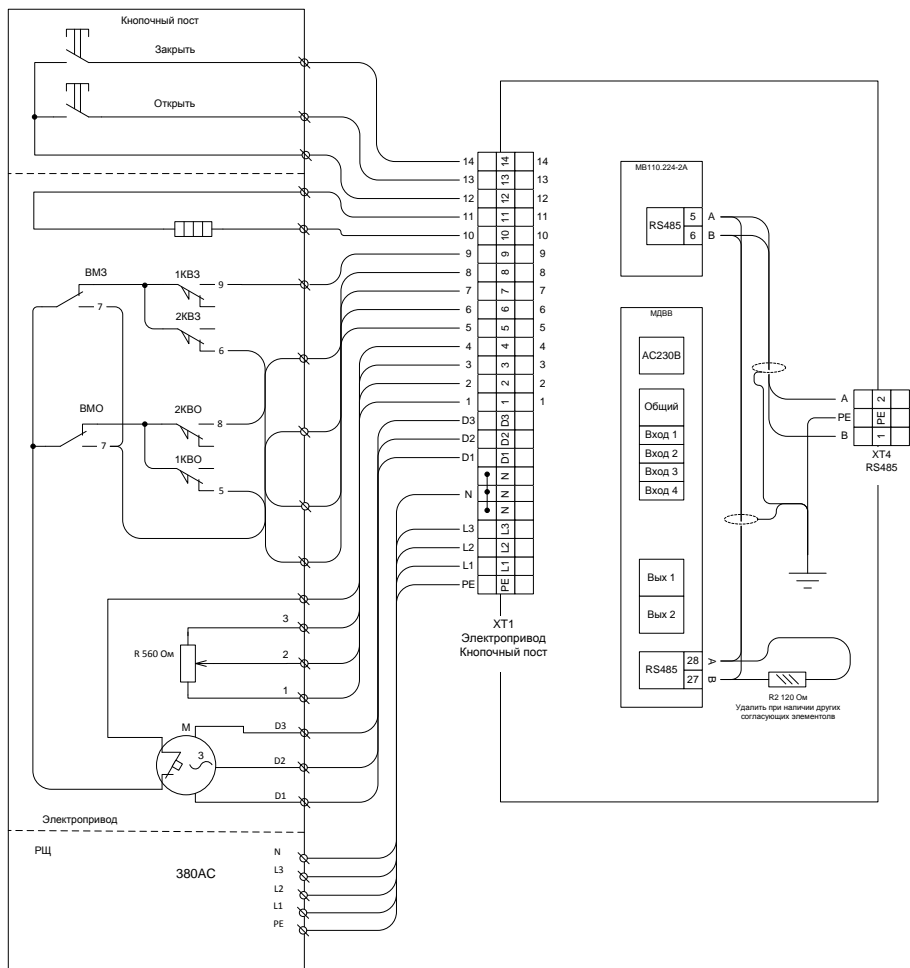 Кнопочный пост
Закрыть
Открыть
ВМЗ
7
1КВЗ
9
2КВЗ
6
ВМО
7
2КВО
8
1КВО
5
R 560 Ом
3
2
1
М
3
D3
D2
D1
Электропривод
РЩ
380AC
N
L3
L2
L1
PE
14 14 14
13 13 13
12 12 12
11 11 11
10 10 10
9 9 9
8 8 8
7 7 7
6 6 6
5 5 5
4 4 4
3 3 3
2 2 2
1 1 1
D3 D3
D2 D2
D1 D1
N
N N
N
L3 L3
L2 L2
L1 L1
PE PE
XT1
Электропривод
Кнопочный пост
МВ110.224-2А
RS485
5 A
6 B
МДВВ
AC230В
Общий
Вход 1
Вход 2
Вход 3
Вход 4
Вых 1
Вых 2
RS485
28 A
27 B
R2 120 Ом
Удалить при наличии других
согласующих элементолв
A 2
PE PE
B 1
XT4
RS485